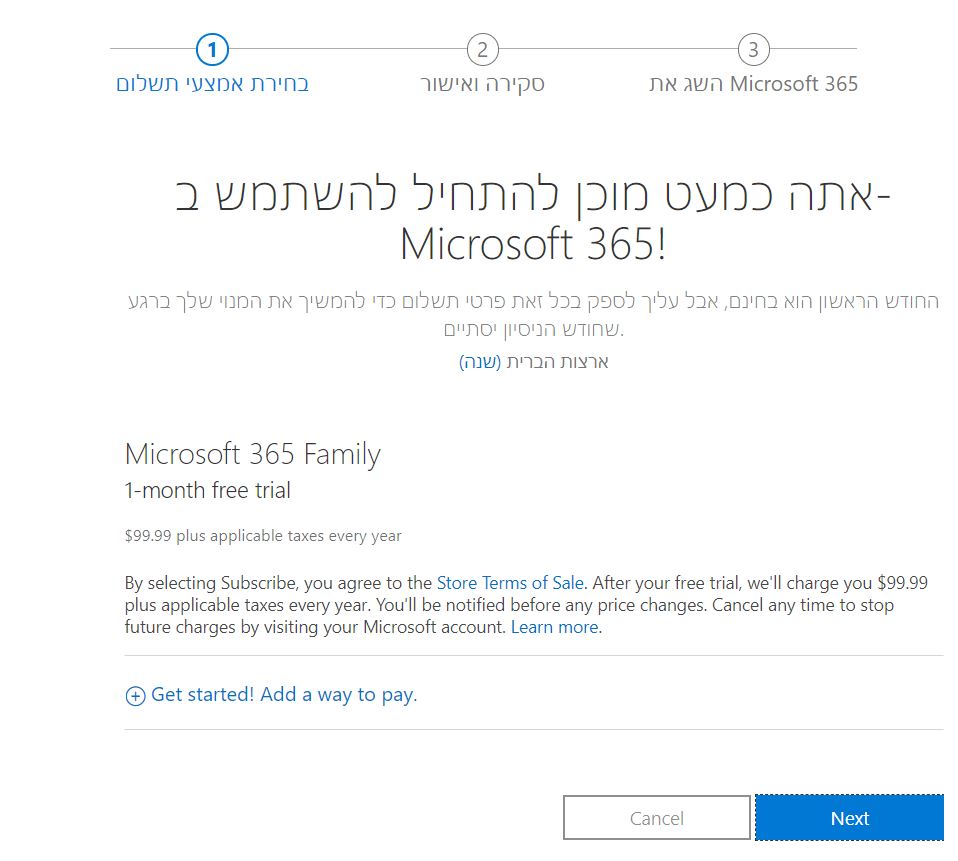 1
בחירת אמצעי תשלום
2
סקירה ואישור
3
השג את Microsoft 365
אתה כמעט מוכן להתחיל להשתמש ב-
Microsoft 365!
החודש הראשון הוא בחינם, אבל עליך לספק בכל זאת פרטי תשלום כדי להמשיך את המנוי שלך ברגע
שחודש הניסיון יסתיים.
ארצות הברית (שנה)
Microsoft 365 Family
1-month free trial
$99.99 plus applicable taxes every year
By selecting Subscribe, you agree to the Store Terms of Sale. After your free trial, we'll charge you $99.99
plus applicable taxes every year. You'll be notified before any price changes. Cancel any time to stop
future charges by visiting your Microsoft account. Learn more.
Get started! Add a way to pay.
Cancel
Next